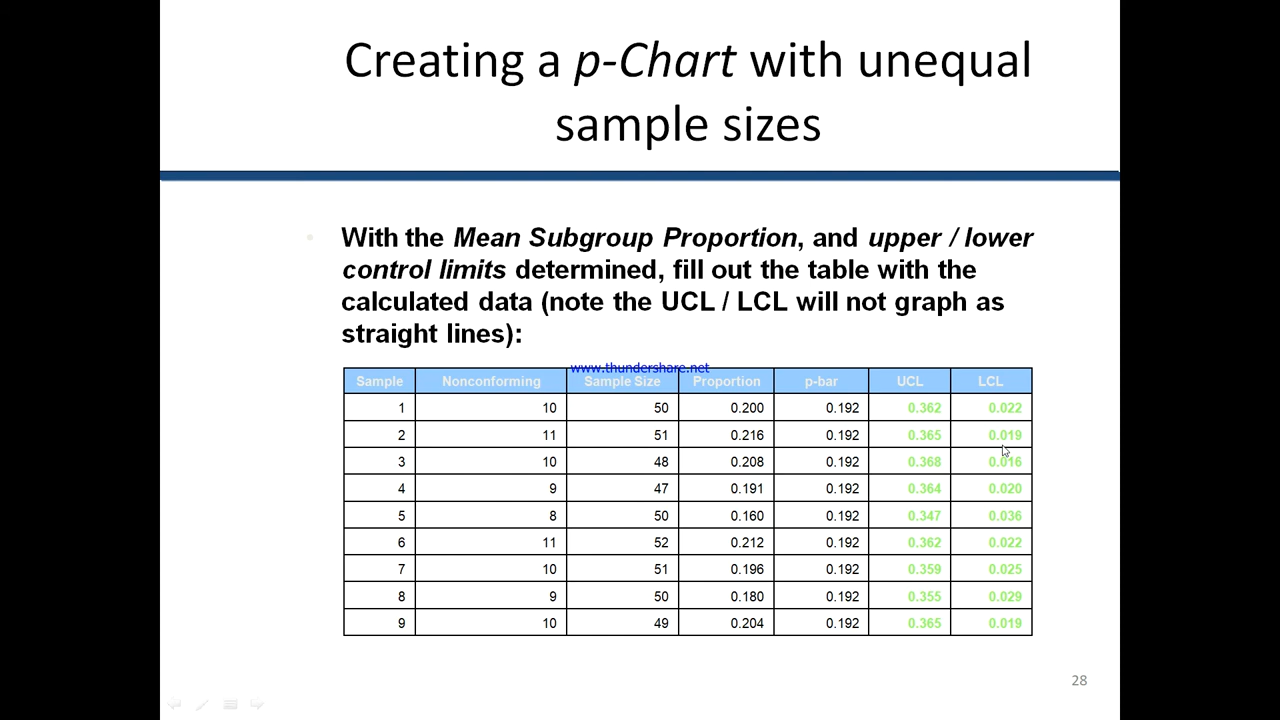 Creating a p-Chart with unequal
sample sizes
• With the Mean Subgroup Proportion, and upper / lower
control limits determined, fill out the table with the
calculated data (note the UCL / LCL will not graph as
straight lines):
www.thundershare.net
Sample Nonconforming Sample Size Proportion p-bar UCL LCL
1 10 50 0.200 0.192 0.362 0.022
2 11 51 0.216 0.192 0.365 0.019
3 10 48 0.208 0.192 0.368 0.016
4 9 47 0.191 0.192 0.364 0.020
5 8 50 0.160 0.192 0.347 0.036
6 11 52 0.212 0.192 0.362 0.022
7 10 51 0.196 0.192 0.359 0.025
8 9 50 0.180 0.192 0.355 0.029
9 10 49 0.204 0.192 0.365 0.019
28